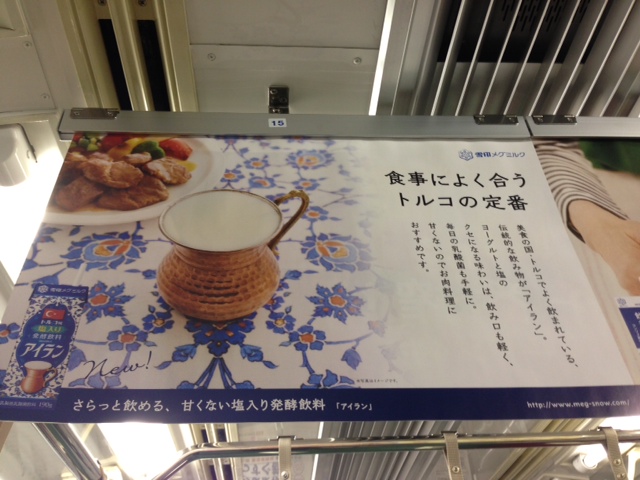 15
雪印メグミルク
食事によく合う
トルコの定番
美食の国・トルコでよく飲まれている、
伝統的な飲み物が「アイラン」。
ヨーグルトと塩の
クセになる味わいは、飲み口も軽く、
毎日の乳酸菌も手軽に。
甘くないのでお肉料理に
おすすめです。
雪印メグミルク
トルコの
塩入り
発酵飲料
アイラン
190g
New!
さらっと飲める、甘くない塩入り発酵飲料 「アイラン」
http://www.meg-snow.com/